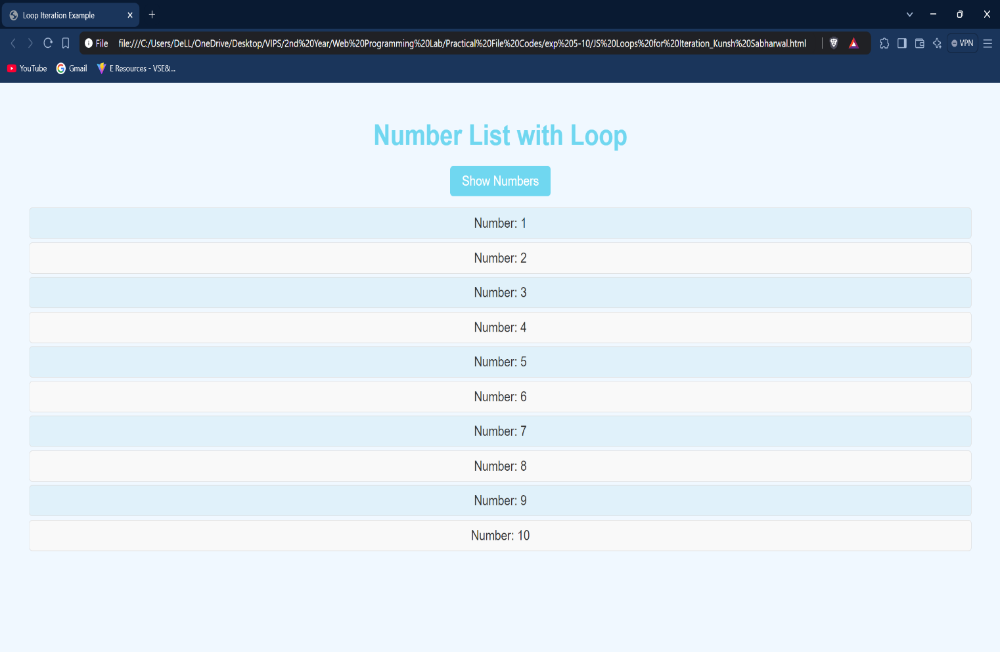 Loop Iteration Example
File file:///C:/Users/DeLL/OneDrive/Desktop/VIPS/2nd%20Year/Web%20Programming%20Lab/Practical%20File%20Codes/exp%205-10/JS%20Loops%20for%20Iteration_Kunsh%20Sabharwal.html VPN
YouTube Gmail E Resources - VSE&...
Number List with Loop
Show Numbers
Number: 1
Number: 2
Number: 3
Number: 4
Number: 5
Number: 6
Number: 7
Number: 8
Number: 9
Number: 10